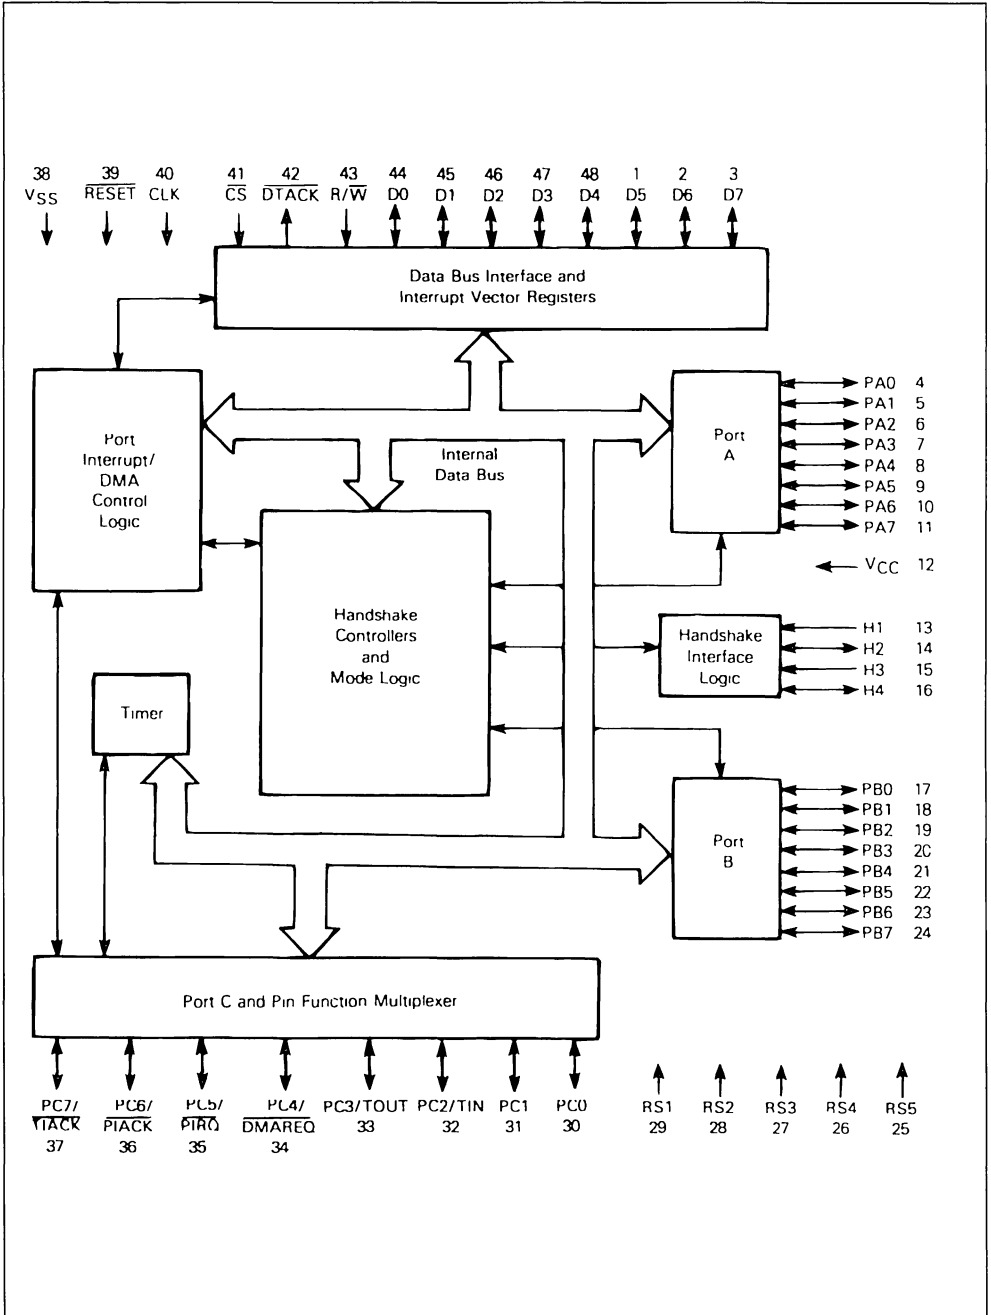 38 39 40 41 42 43 44 45 46 47 48 1 2 3
VSS RESET CLK CS DTACK R/W D0 D1 D2 D3 D4 D5 D6 D7
Data Bus Interface and
Interrupt Vector Registers
Port
Interrupt/
DMA
Control
Logic
Internal
Data Bus
Port
A
PA0 4
PA1 5
PA2 6
PA3 7
PA4 8
PA5 9
PA6 10
PA7 11
VCC 12
Handshake
Controllers
and
Mode Logic
Handshake
Interface
Logic
H1 13
H2 14
H3 15
H4 16
Timer
Port
B
PB0 17
PB1 18
PB2 19
PB3 20
PB4 21
PB5 22
PB6 23
PB7 24
Port C and Pin Function Multiplexer
PC7/ PC6/ PC5/ PC4/ PC3/TOUT PC2/TIN PC1 PC0 RS1 RS2 RS3 RS4 RS5
TIACK PIACK PIRQ DMAREQ 33 32 31 30 29 28 27 26 25
37 36 35 34